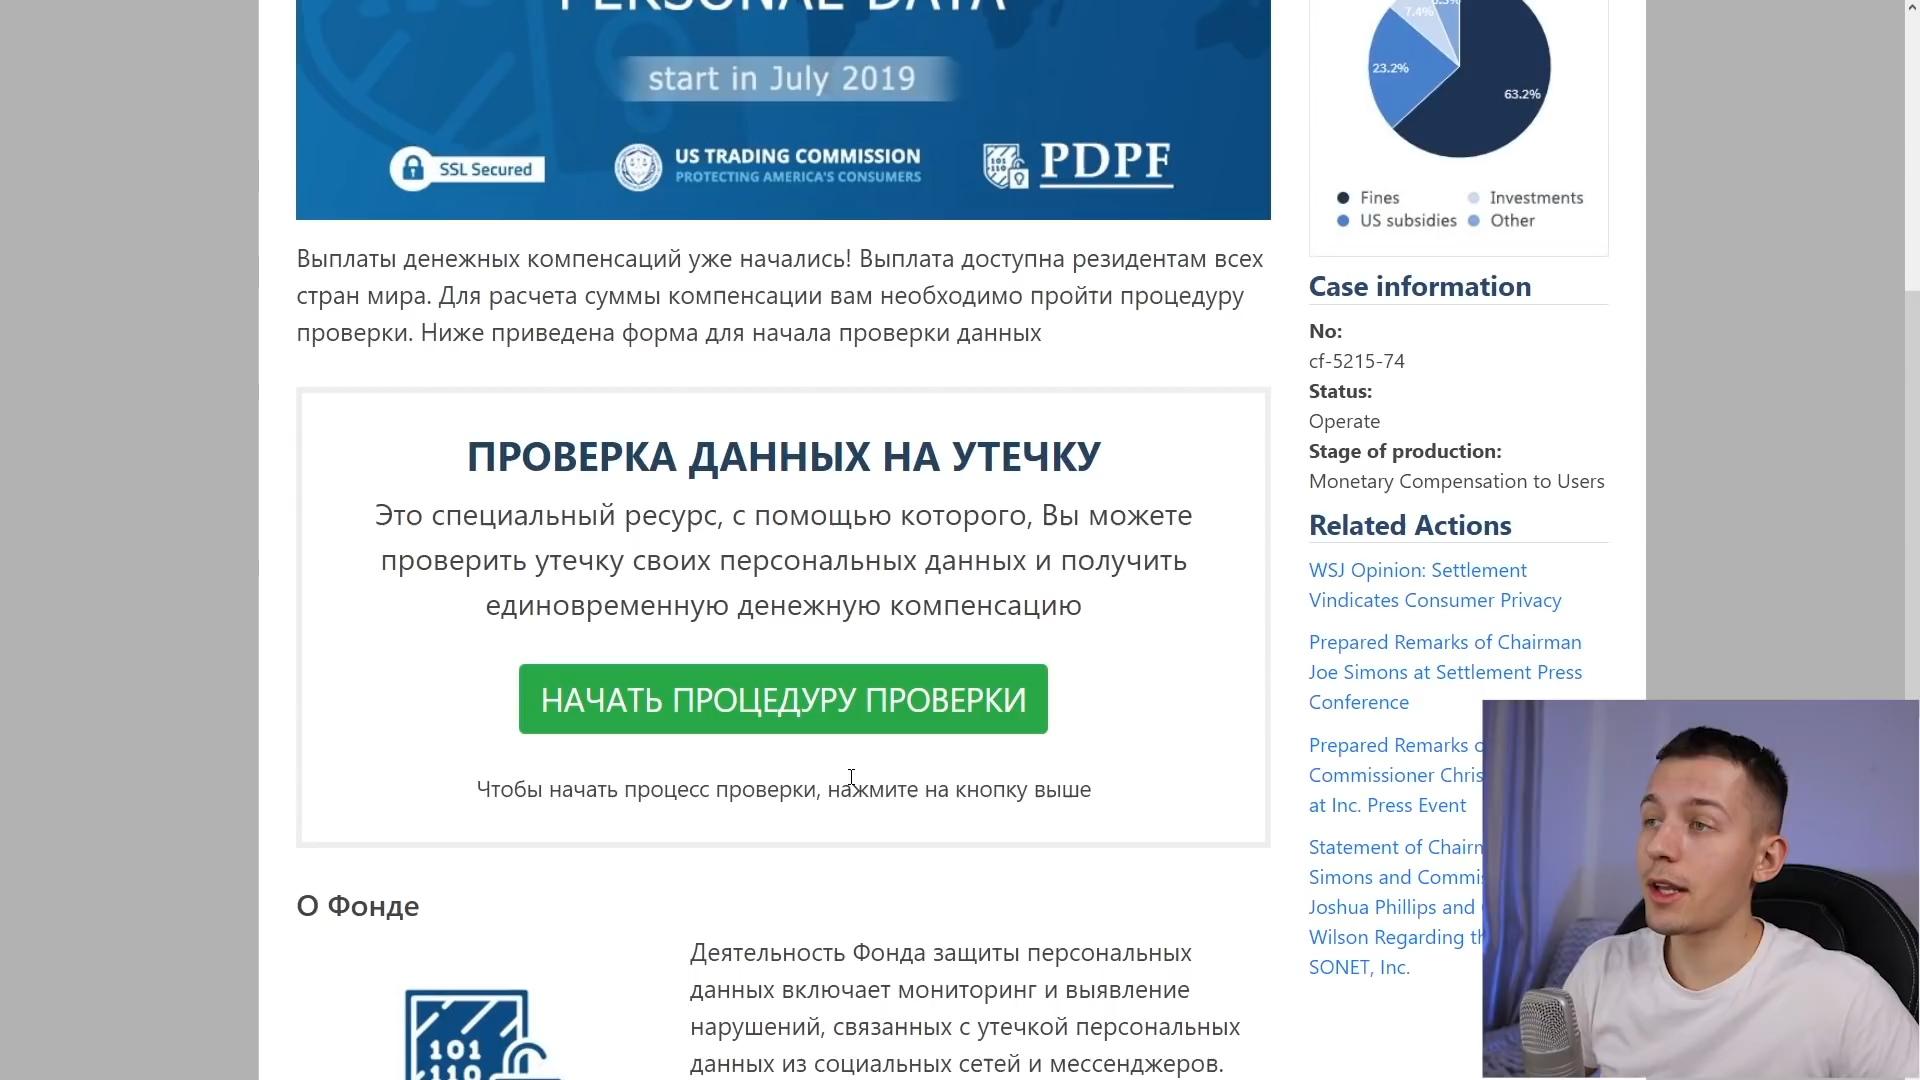 PERSONAL DATA
start in July 2019
SSL Secured
US TRADING COMMISSION
PROTECTING AMERICA'S CONSUMERS
PDPF
Выплаты денежных компенсаций уже начались! Выплата доступна резидентам всех
стран мира. Для расчета суммы компенсации вам необходимо пройти процедуру
проверки. Ниже приведена форма для начала проверки данных
ПРОВЕРКА ДАННЫХ НА УТЕЧКУ
Это специальный ресурс, с помощью которого, Вы можете
проверить утечку своих персональных данных и получить
единовременную денежную компенсацию
НАЧАТЬ ПРОЦЕДУРУ ПРОВЕРКИ
Чтобы начать процесс проверки, нажмите на кнопку выше
О Фонде
101
110
Деятельность Фонда защиты персональных
данных включает мониторинг и выявление
нарушений, связанных с утечкой персональных
данных из социальных сетей и мессенджеров.
7.4%
23.2%
63.2%
Fines
Investments
US subsidies
Other
Case information
No:
cf-5215-74
Status:
Operate
Stage of production:
Monetary Compensation to Users
Related Actions
WSJ Opinion: Settlement
Vindicates Consumer Privacy
Prepared Remarks of Chairman
Joe Simons at Settlement Press
Conference
Prepared Remarks
Commissioner Chris
at Inc. Press Event
Statement of Chair
Simons and Commis
Joshua Phillips and
Wilson Regarding
SONET, Inc.